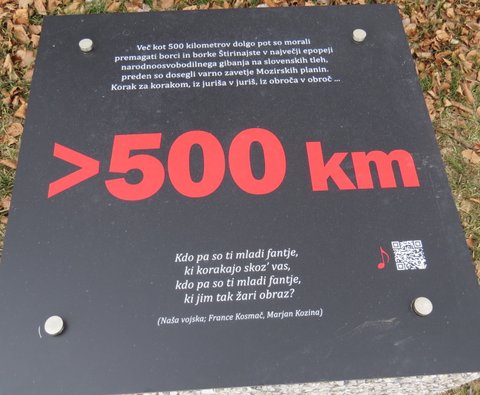 Več kot 500 kilometrov dolgo pot so morali
premagati borci in borke Štirinajste v največji epopeji
narodnoosvobodilnega gibanja na slovenskih tleh,
preden so dosegli varno zavetje Mozirskih planin.
Korak za korakom, iz juriša v juriš, iz obroča v obroč ...
>500 km
Kdo pa so ti mladi fantje,
ki korakajo skoz' vas,
kdo pa so ti mladi fantje,
ki jim tak žari obraz?
(Naša vojska; France Kosmač, Marjan Kozina)